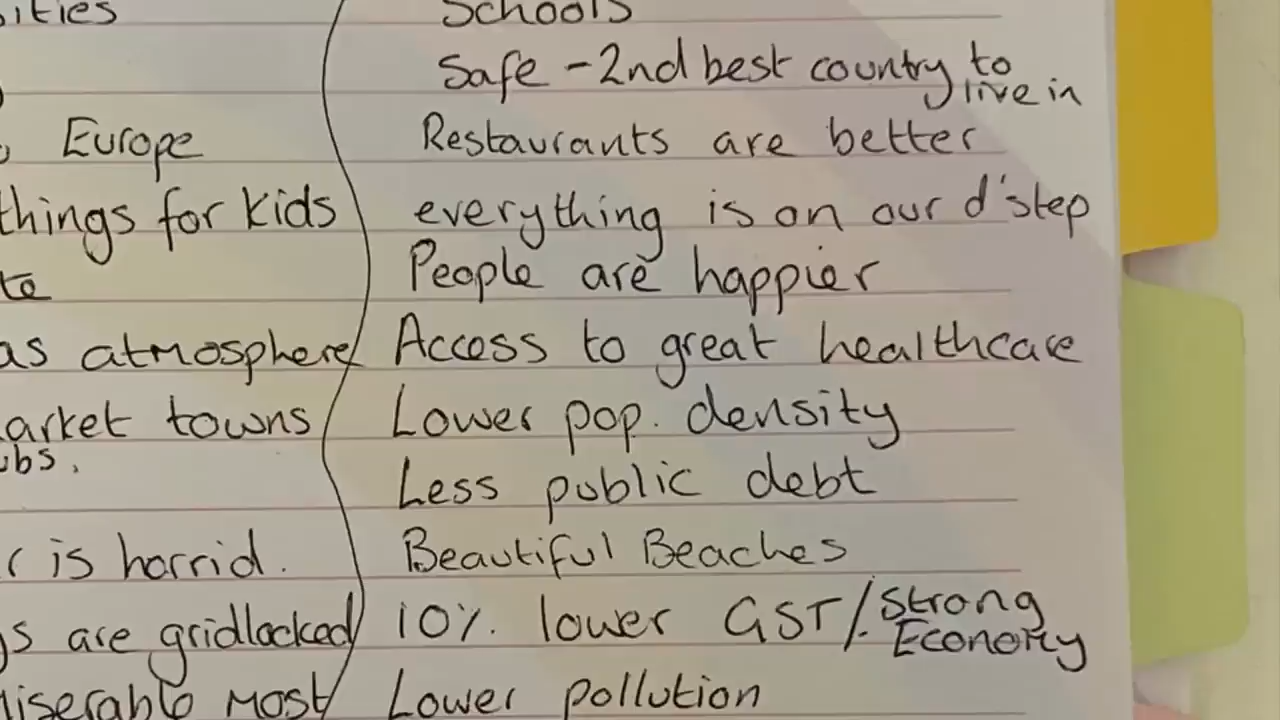 Schools
Safe - 2nd best country to
live in
Europe
Restaurants are better
things for kids
everything is on our d'step
People are happier
as atmosphere
Access to great healthcare
towns
Lower pop. density
Less public debt
is horrid.
Beautiful Beaches
are gridlocked
10% lower GST/Strong
Economy
most
Lower pollution